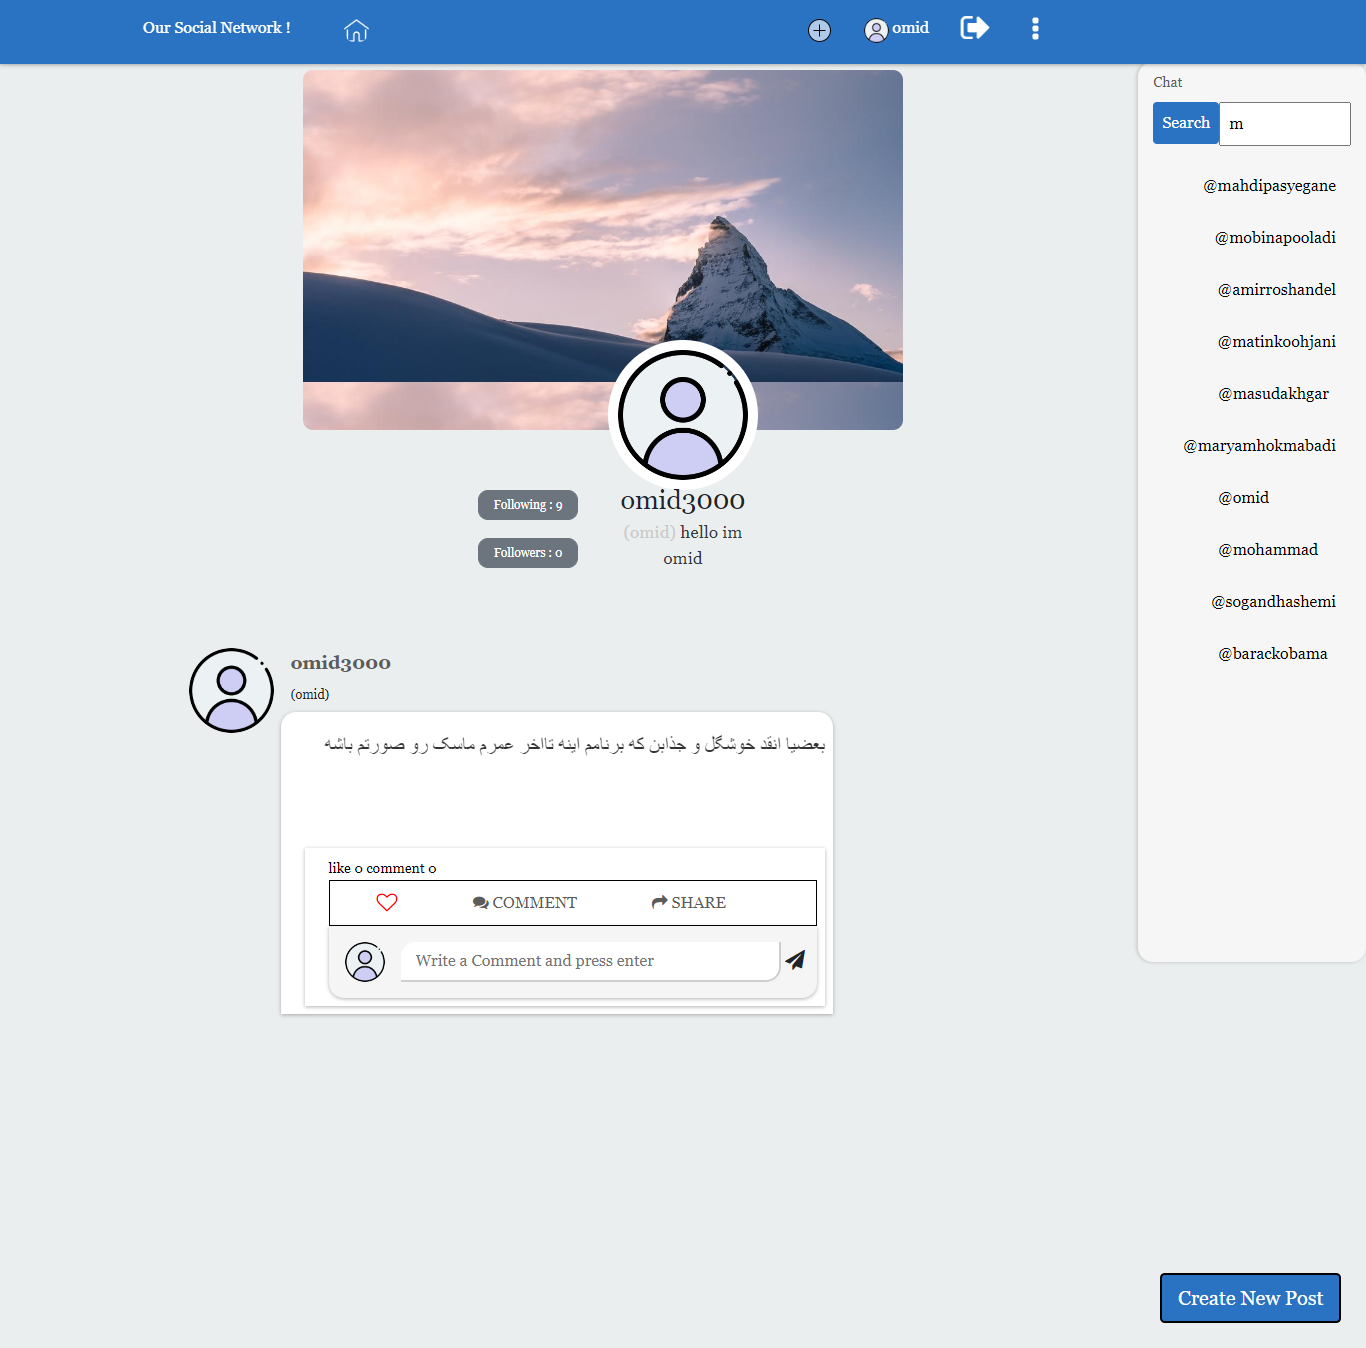 Our Social Network !
omid
Chat
Search
m
@mahdipasyegane
@mobinapooladi
@amirroshandel
@matinkoohjani
@masudakhgar
@maryamhokmabadi
@omid
@mohammad
@sogandhashemi
@barackobama
Following : 9
Followers : 0
omid3000
(omid) hello im
omid
omid3000
(omid)
بعضیا انقد خوشگل و جذابن که برنامم اینه تااخر عمرم ماسک رو صورتم باشه
like 0 comment 0
COMMENT
SHARE
Write a Comment and press enter
Create New Post